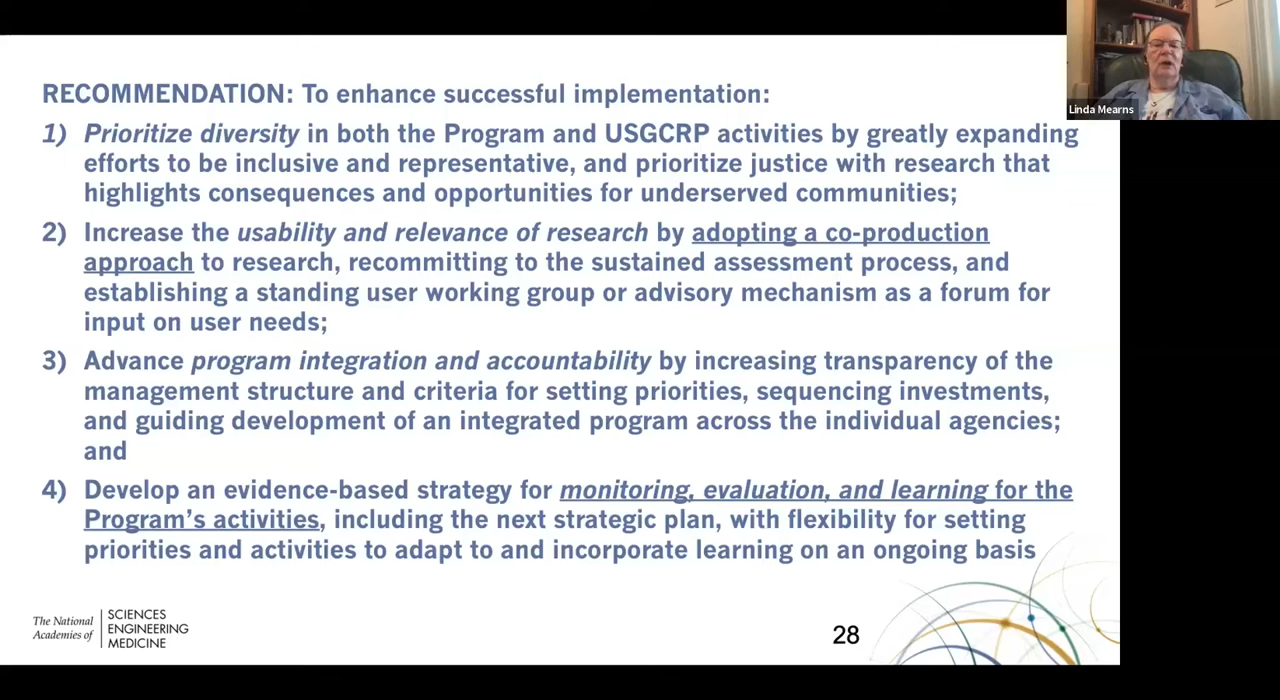 RECOMMENDATION: To enhance successful implementation:
1) Prioritize diversity in both the Program and USGCRP activities by greatly expanding
efforts to be inclusive and representative, and prioritize justice with research that
highlights consequences and opportunities for underserved communities;
2) Increase the usability and relevance of research by adopting a co-production
approach to research, recommitting to the sustained assessment process, and
establishing a standing user working group or advisory mechanism as a forum for
input on user needs;
3) Advance program integration and accountability by increasing transparency of the
management structure and criteria for setting priorities, sequencing investments,
and guiding development of an integrated program across the individual agencies;
and
4) Develop an evidence-based strategy for monitoring, evaluation, and learning for the
Program's activities, including the next strategic plan, with flexibility for setting
priorities and activities to adapt to and incorporate learning on an ongoing basis
Linda Mearns
The National
Academies of
SCIENCES
ENGINEERING
MEDICINE
28